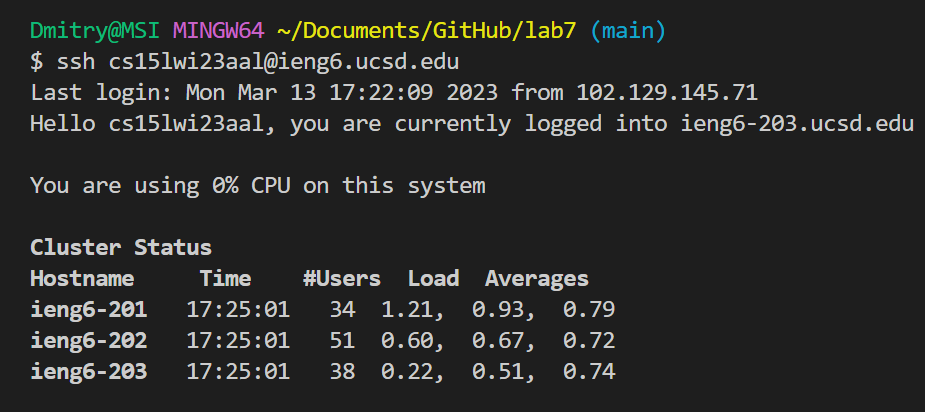 Dmitry@MSI MINGW64 ~/Documents/GitHub/lab7 (main)
$ ssh cs15lwi23aal@ieng6.ucsd.edu
Last login: Mon Mar 13 17:22:09 2023 from 102.129.145.71
Hello cs15lwi23aal, you are currently logged into ieng6-203.ucsd.edu
You are using 0% CPU on this system
Cluster Status
Hostname     Time    #Users  Load  Averages
ieng6-201   17:25:01   34  1.21,  0.93,  0.79
ieng6-202   17:25:01   51  0.60,  0.67,  0.72
ieng6-203   17:25:01   38  0.22,  0.51,  0.74